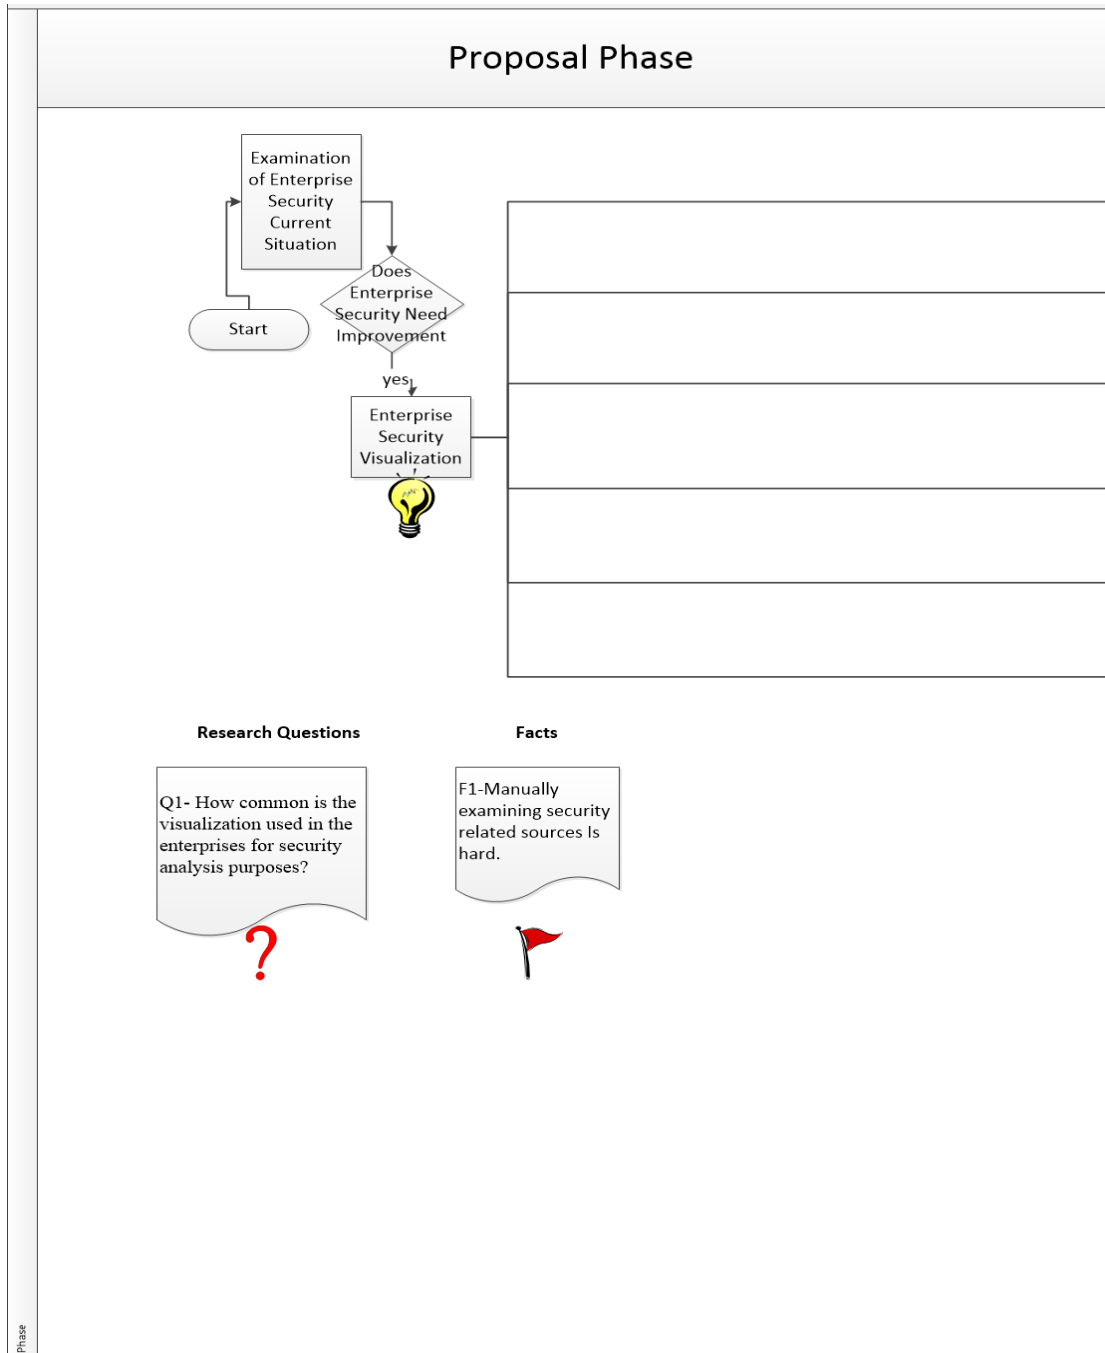 Proposal Phase
Examination
of Enterprise
Security
Current
Situation
Start
Does
Enterprise
Security Need
Improvement
yes
Enterprise
Security
Visualization
Research Questions
Q1- How common is the
visualization used in the
enterprises for security
analysis purposes?
Facts
F1-Manually
examining security
related sources Is
hard.
Phase